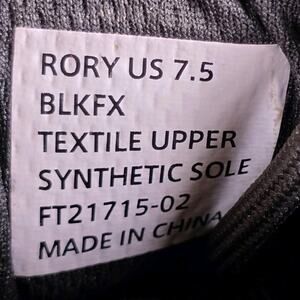 RORY US 7.5
BLKFX
TEXTILE UPPER
SYNTHETIC SOLE
FT21715-02
MADE IN CHINA